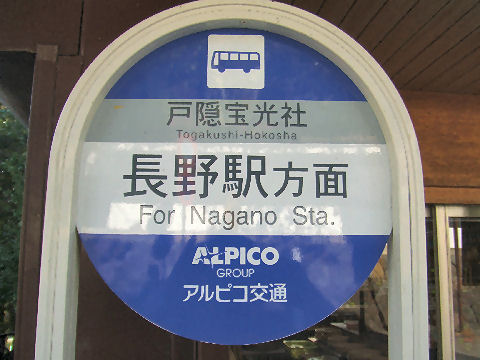 戸隠宝光社
Togakushi-Hokosha
長野駅方面
For Nagano Sta.
ALPICO
GROUP
アルピコ交通